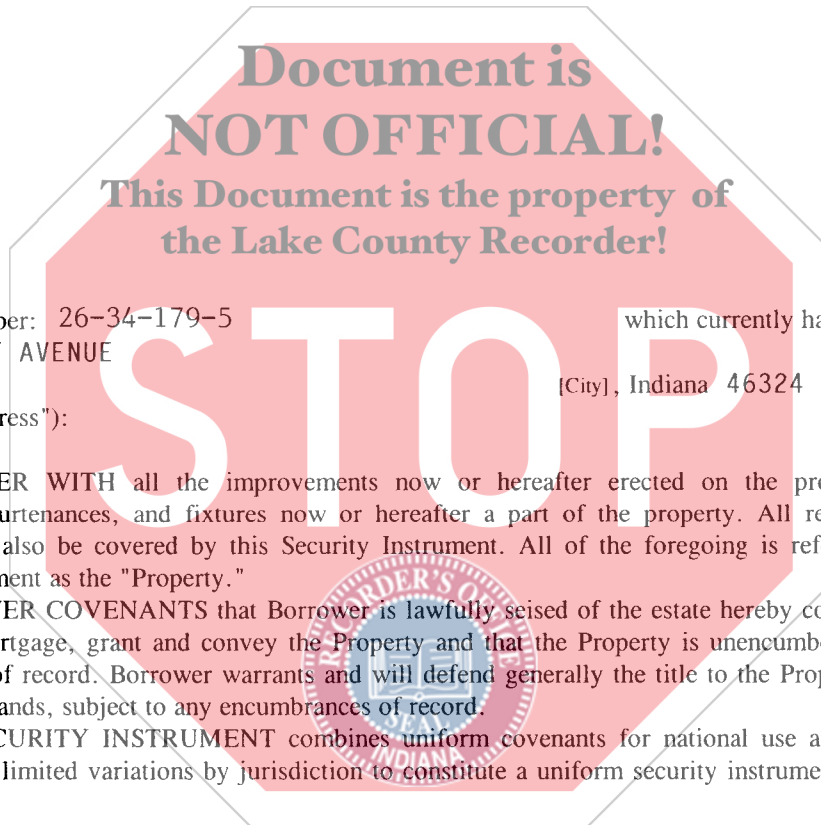 Document is
NOT OFFICIAL!
This Document is the property of
the Lake County Recorder!
ber: 26-34-179-5 which currently ha
AVENUE
[City], Indiana 46324
ress"):
STOP
ER WITH all the improvements now or hereafter erected on the pr
urtenances, and fixtures now or hereafter a part of the property. All re
also be covered by this Security Instrument. All of the foregoing is ref
ment as the "Property."
ER COVENANTS that Borrower is lawfully seised of the estate hereby co
rtgage, grant and convey the Property and that the Property is unencumb
of record. Borrower warrants and will defend generally the title to the Prop
ands, subject to any encumbrances of record.
CURITY INSTRUMENT combines uniform covenants for national use a
limited variations by jurisdiction to constitute a uniform security instrume
RECORDER'S OFFICE
SEAL
INDIANA